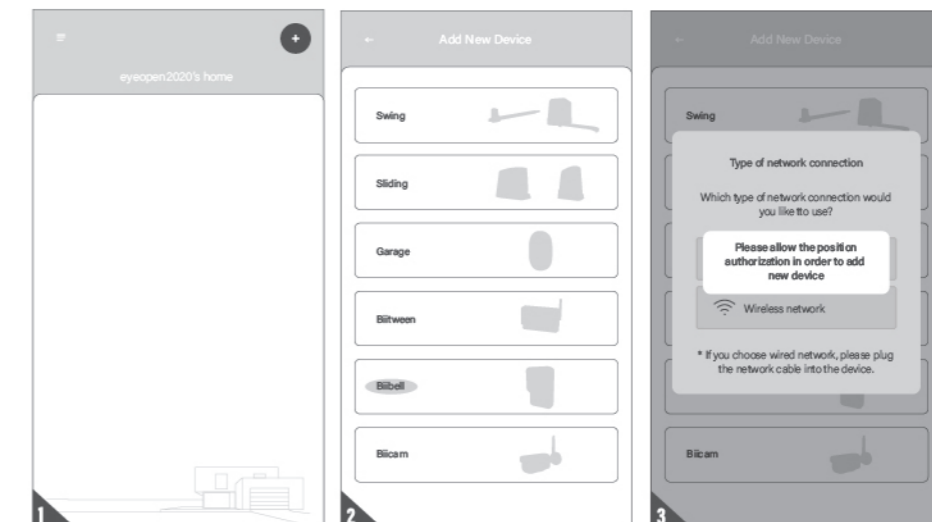 +
eyeopen2020's home
1
← Add New Device
Swing
Sliding
Garage
Biitween
Biibell
Biicam
2
← Add New Device
Swing
Type of network connection
Which type of network connection would
you like tto use?
Please allow the position
authorization in order to add
new device
Wireless network
* If you choose wired network, please plug
the network cable into the device.
Biicam
3